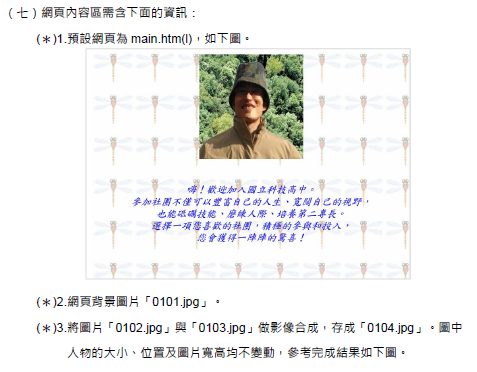 (七)網頁內容區需含下面的資訊：
(＊)1.預設網頁為 main.htm(l)，如下圖。
嗨！歡迎加入國立科技高中。
參加社團不僅可以豐富自己的人生、寬闊自己的視野，
也能砥礪技能、磨練人際、培養第二專長。
選擇一項您喜歡的社團，積極的參與和投入，
您會獲得一陣陣的驚喜！
(＊)2.網頁背景圖片「0101.jpg」。
(＊)3.將圖片「0102.jpg」與「0103.jpg」做影像合成，存成「0104.jpg」。圖中
人物的大小、位置及圖片寬高均不變動，參考完成結果如下圖。